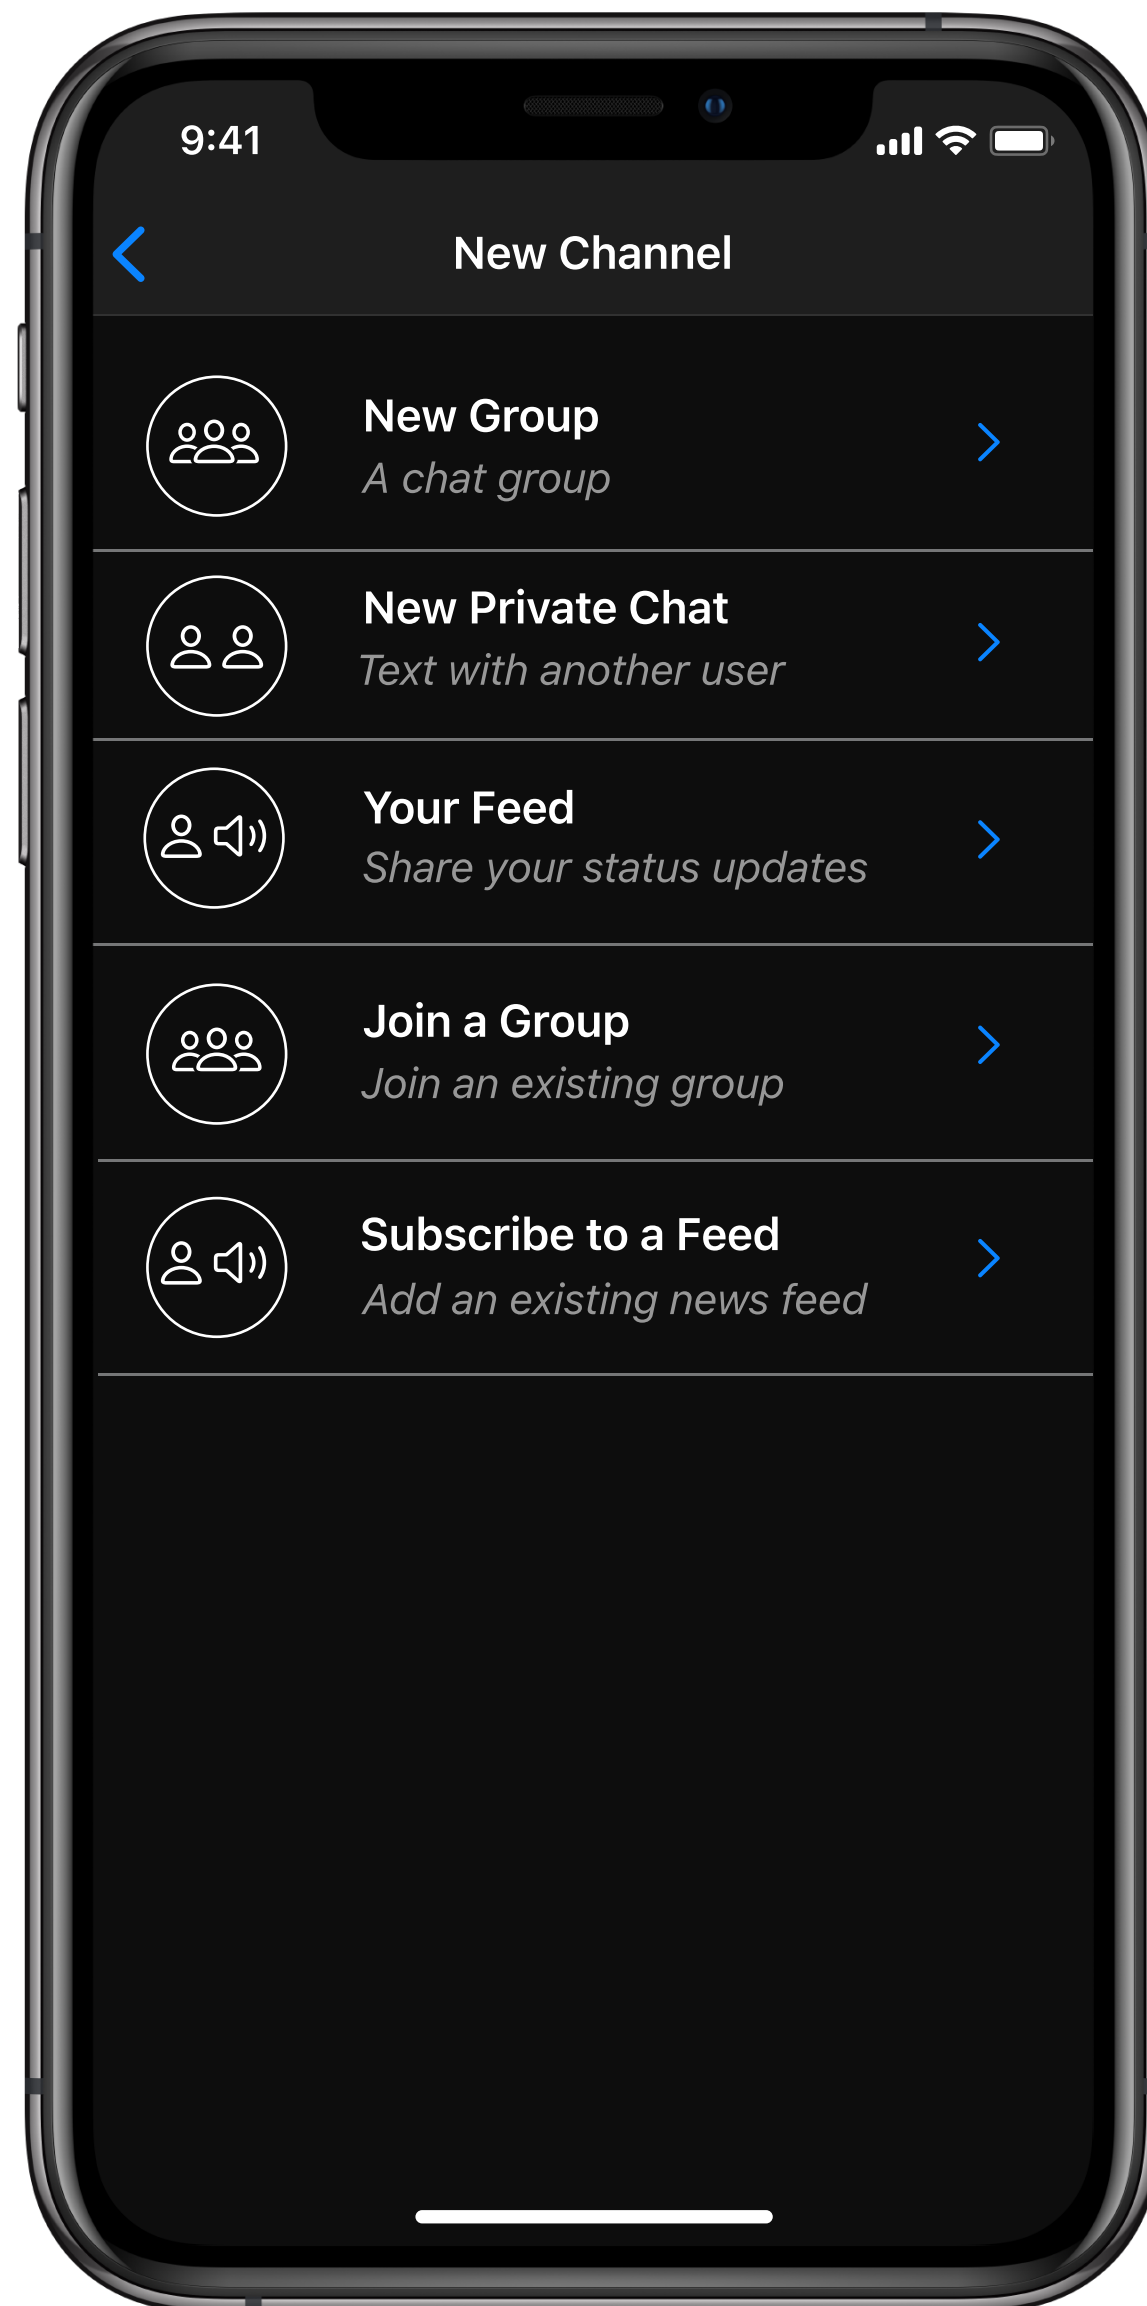 9:41
New Channel
New Group
A chat group
New Private Chat
Text with another user
Your Feed
Share your status updates
Join a Group
Join an existing group
Subscribe to a Feed
Add an existing news feed